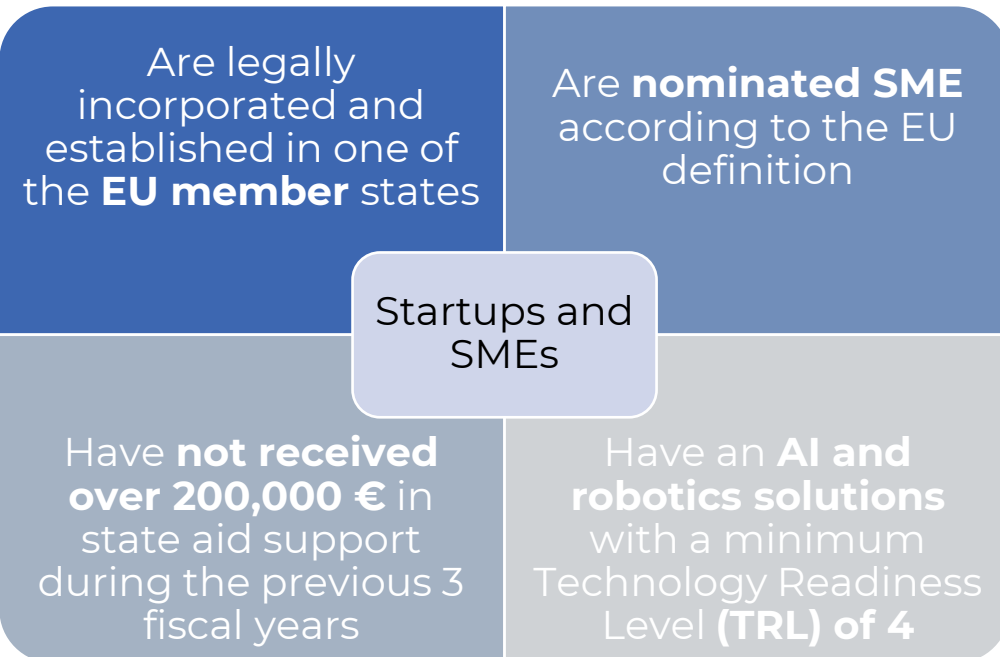 Are legally
incorporated and
established in one of
the EU member states
Are nominated SME
according to the EU
definition
Startups and
SMEs
Have not received
over 200,000 € in
state aid support
during the previous 3
fiscal years
Have an AI and
robotics solutions
with a minimum
Technology Readiness
Level (TRL) of 4